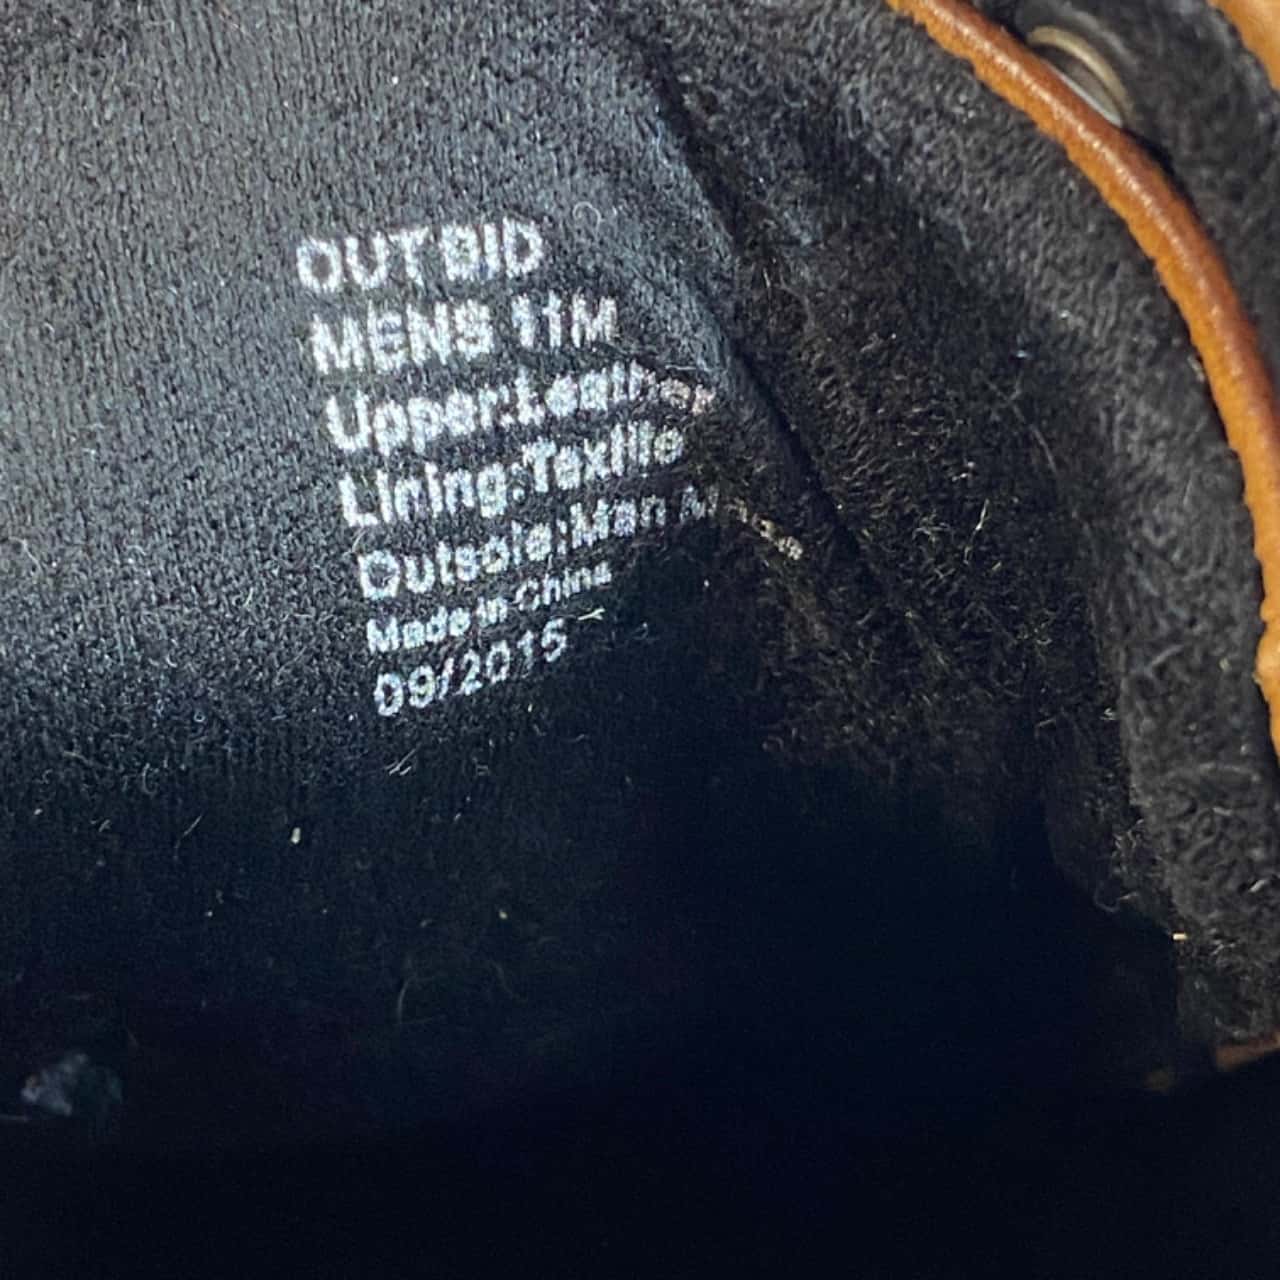 OUTBID
MENS 11M
Upper:Leather
Lining:Textile
Outsole:Man Made
Made in China
09/2015